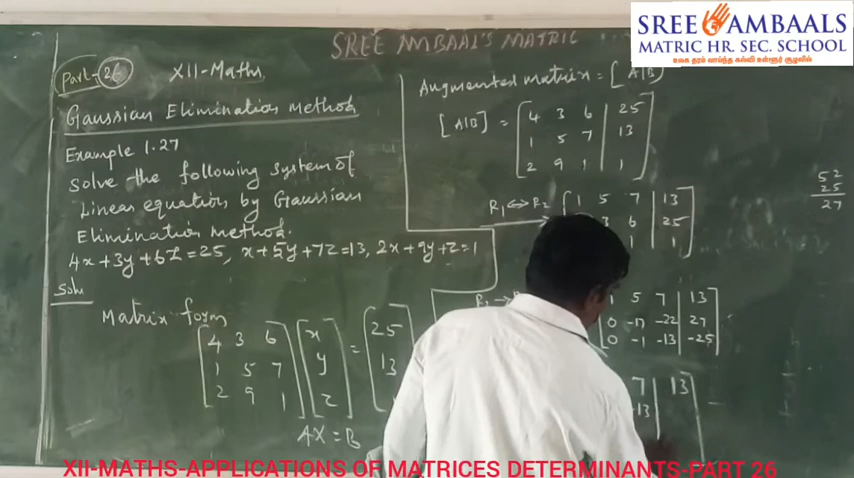 SREE AMBAALS
MATRIC HR. SEC. SCHOOL
உலக தரம் வாய்ந்த கல்வி உள்ளூர் சூழலில்
SREE AMBAAL'S MATRIC
Part-26 XII-Maths
Gaussian Elimination method
Example 1.27
Solve the following system of
Linear equation by Gaussian
Elimination method.
4x+3y+6z=25, x+5y+7z=13, 2x+9y+z=1
Soln
Matrix form
4 3 6 x 25
1 5 7 y = 13
2 9 1 z
AX = B
Augmented matrix = [A|B]
[A|B] = 4 3 6 | 25
1 5 7 | 13
2 9 1 | 1
R1 ↔ R2 1 5 7 | 13
3 6 | 25
1 | 1
52
25
27
1 5 7 | 13
0 -17 -22 | 27
0 -1 -13 | -25
7 | 13
-13
XII-MATHS-APPLICATIONS OF MATRICES DETERMINANTS-PART 26